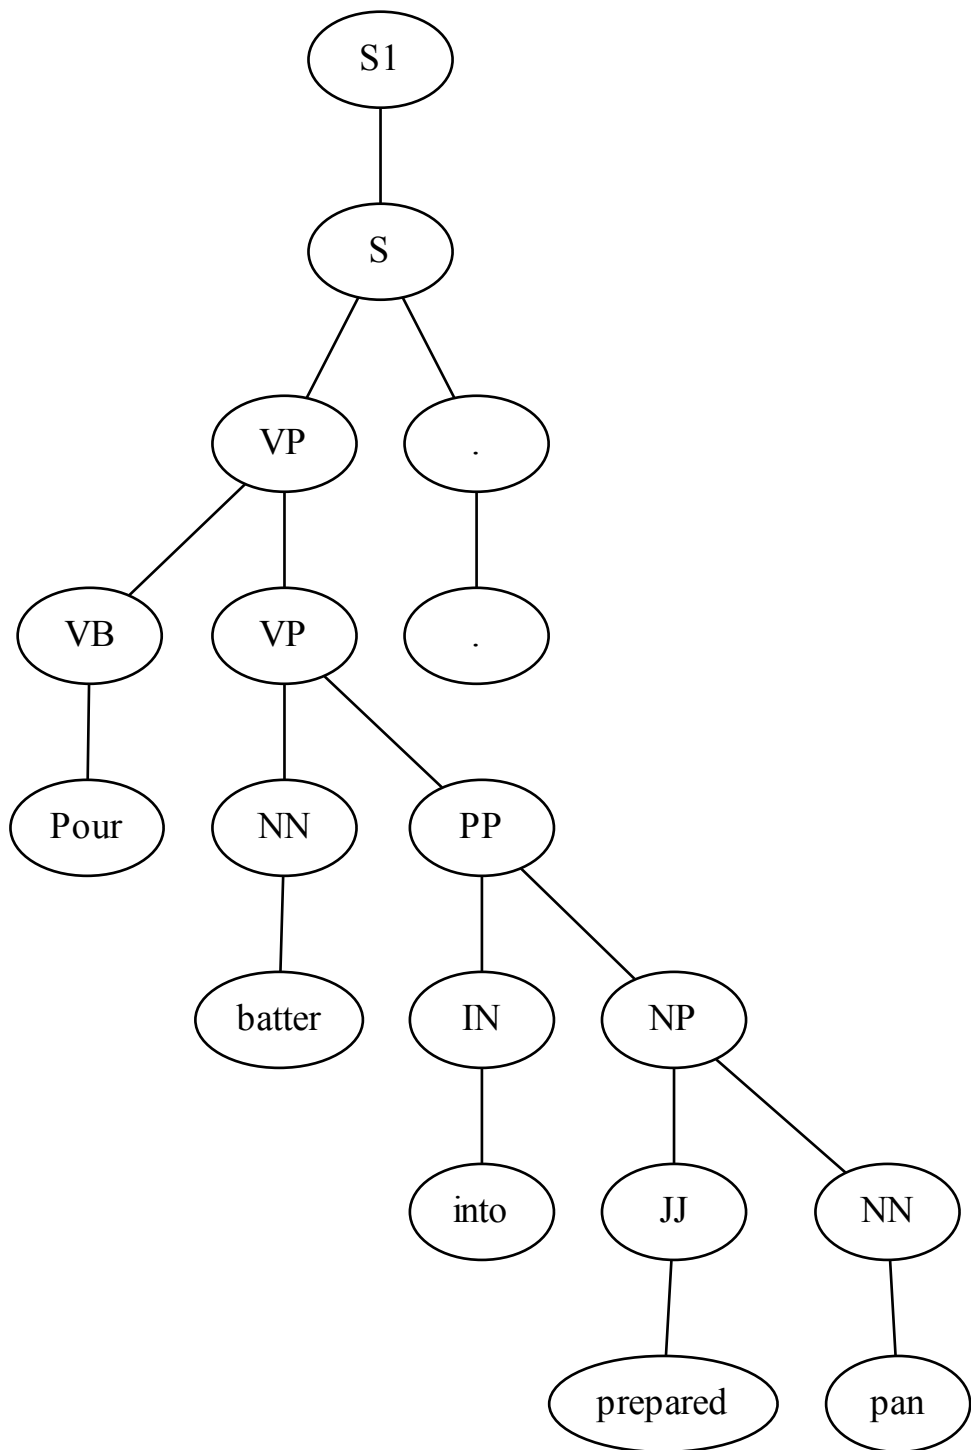 S1
S
VP .
VB VP .
Pour NN PP
batter IN NP
into JJ NN
prepared pan